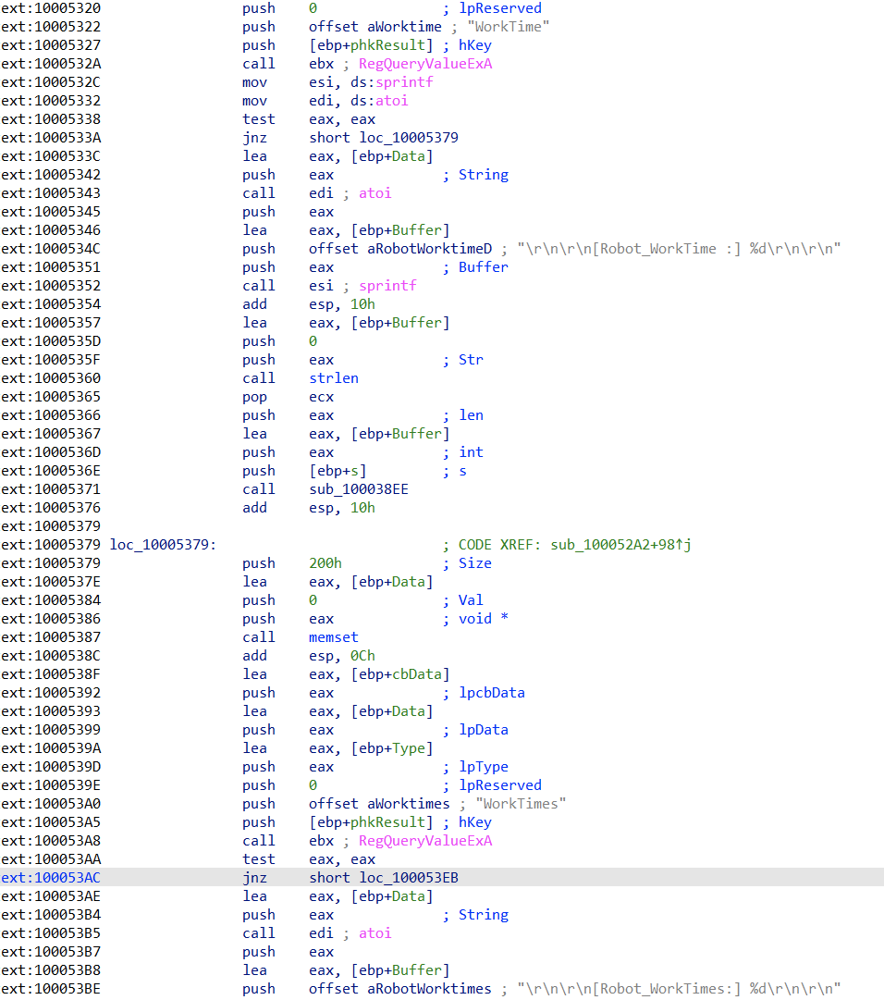 ext:10005320 push 0 ; lpReserved
ext:10005322 push offset aWorktime ; "WorkTime"
ext:10005327 push [ebp+phkResult] ; hKey
ext:1000532A call ebx ; RegQueryValueExA
ext:1000532C mov esi, ds:sprintf
ext:10005332 mov edi, ds:atoi
ext:10005338 test eax, eax
ext:1000533A jnz short loc_10005379
ext:1000533C lea eax, [ebp+Data]
ext:10005342 push eax ; String
ext:10005343 call edi ; atoi
ext:10005345 push eax
ext:10005346 lea eax, [ebp+Buffer]
ext:1000534C push offset aRobotWorktimeD ; "\r\n\r\n[Robot_WorkTime :] %d\r\n\r\n"
ext:10005351 push eax ; Buffer
ext:10005352 call esi ; sprintf
ext:10005354 add esp, 10h
ext:10005357 lea eax, [ebp+Buffer]
ext:1000535D push 0
ext:1000535F push eax ; Str
ext:10005360 call strlen
ext:10005365 pop ecx
ext:10005366 push eax ; len
ext:10005367 lea eax, [ebp+Buffer]
ext:1000536D push eax ; int
ext:1000536E push [ebp+s] ; s
ext:10005371 call sub_100038EE
ext:10005376 add esp, 10h
ext:10005379
ext:10005379 loc_10005379: ; CODE XREF: sub_100052A2+98↑j
ext:10005379 push 200h ; Size
ext:1000537E lea eax, [ebp+Data]
ext:10005384 push 0 ; Val
ext:10005386 push eax ; void *
ext:10005387 call memset
ext:1000538C add esp, 0Ch
ext:1000538F lea eax, [ebp+cbData]
ext:10005392 push eax ; lpcbData
ext:10005393 lea eax, [ebp+Data]
ext:10005399 push eax ; lpData
ext:1000539A lea eax, [ebp+Type]
ext:1000539D push eax ; lpType
ext:1000539E push 0 ; lpReserved
ext:100053A0 push offset aWorktimes ; "WorkTimes"
ext:100053A5 push [ebp+phkResult] ; hKey
ext:100053A8 call ebx ; RegQueryValueExA
ext:100053AA test eax, eax
ext:100053AC jnz short loc_100053EB
ext:100053AE lea eax, [ebp+Data]
ext:100053B4 push eax ; String
ext:100053B5 call edi ; atoi
ext:100053B7 push eax
ext:100053B8 lea eax, [ebp+Buffer]
ext:100053BE push offset aRobotWorktimes ; "\r\n\r\n[Robot_WorkTimes:] %d\r\n\r\n"